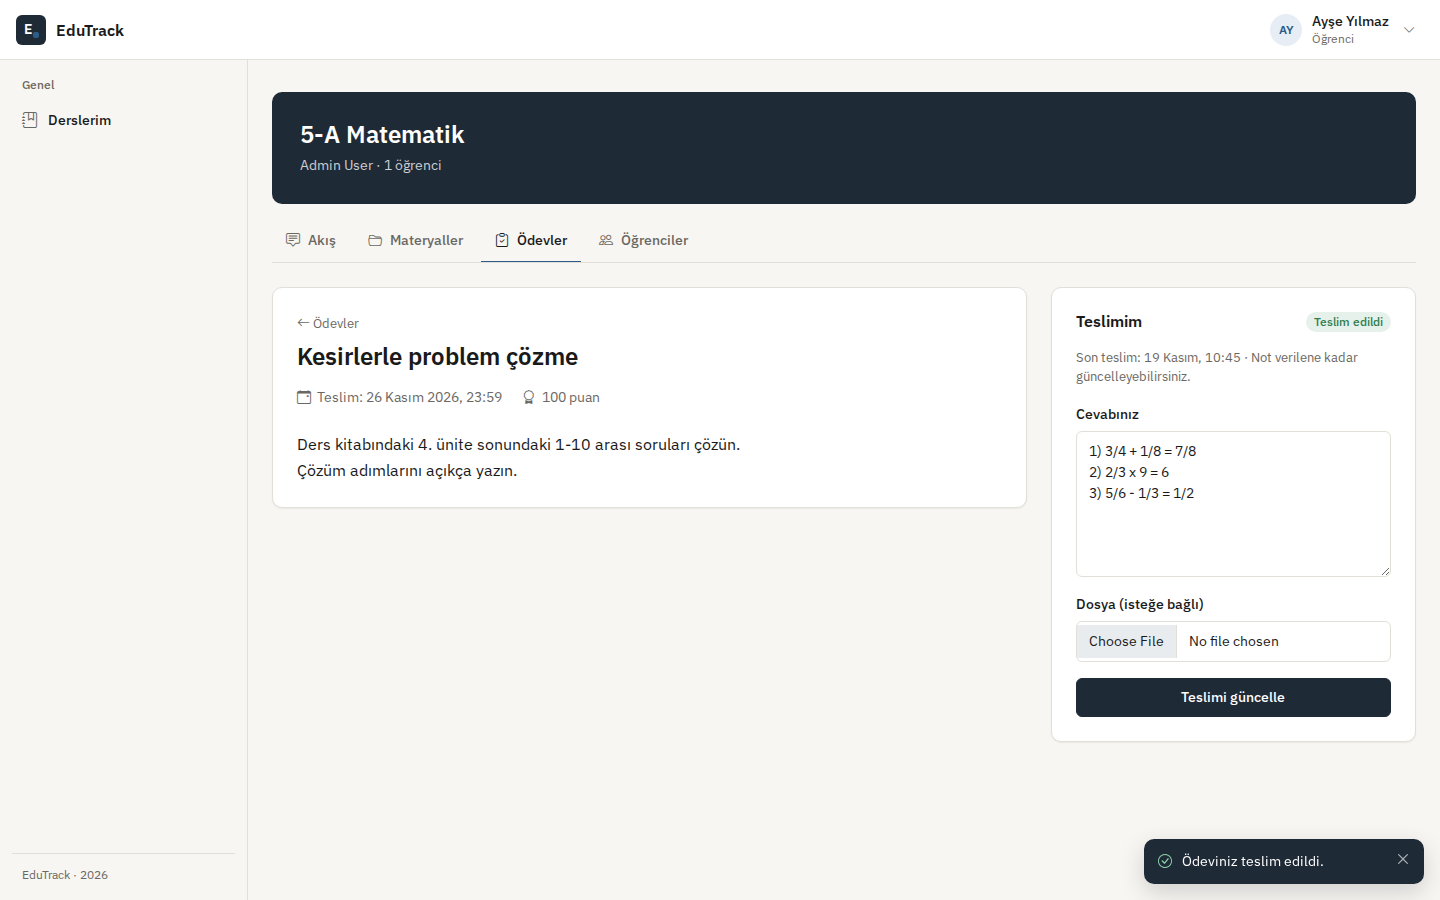 E.
EduTrack
AY
Ayşe Yılmaz
Öğrenci
Genel
Derslerim
5-A Matematik
Admin User · 1 öğrenci
Akış
Materyaller
Ödevler
Öğrenciler
← Ödevler
Kesirlerle problem çözme
Teslim: 26 Kasım 2026, 23:59
100 puan
Ders kitabındaki 4. ünite sonundaki 1-10 arası soruları çözün.
Çözüm adımlarını açıkça yazın.
Teslimim
Teslim edildi
Son teslim: 19 Kasım, 10:45 · Not verilene kadar
güncelleyebilirsiniz.
Cevabınız
1) 3/4 + 1/8 = 7/8
2) 2/3 x 9 = 6
3) 5/6 - 1/3 = 1/2
Dosya (isteğe bağlı)
Choose File
No file chosen
Teslimi güncelle
EduTrack · 2026
Ödeviniz teslim edildi.